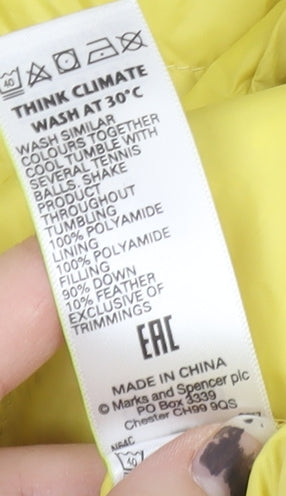 40
THINK CLIMATE
WASH AT 30°C
WASH SIMILAR
COLOURS TOGETHER
COOL TUMBLE WITH
SEVERAL TENNIS
BALLS. SHAKE
PRODUCT
THROUGHOUT
TUMBLING
100% POLYAMIDE
LINING
100% POLYAMIDE
FILLING
90% DOWN
10% FEATHER
EXCLUSIVE OF
TRIMMINGS
EAC
MADE IN CHINA
© Marks and Spencer plc
PO Box 3339
Chester CH99 9QS
40